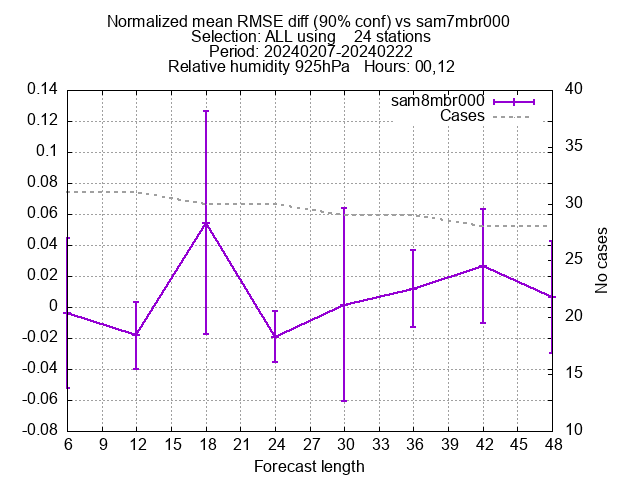 Normalized mean RMSE diff (90% conf) vs sam7mbr000
Selection: ALL using    24 stations
Period: 20240207-20240222
Relative humidity 925hPa   Hours: 00,12
sam8mbr000
Cases
0.14
0.12
0.1
0.08
0.06
0.04
0.02
0
-0.02
-0.04
-0.06
-0.08
40
35
30
25
20
15
10
No cases
6 9 12 15 18 21 24 27 30 33 36 39 42 45 48
Forecast length